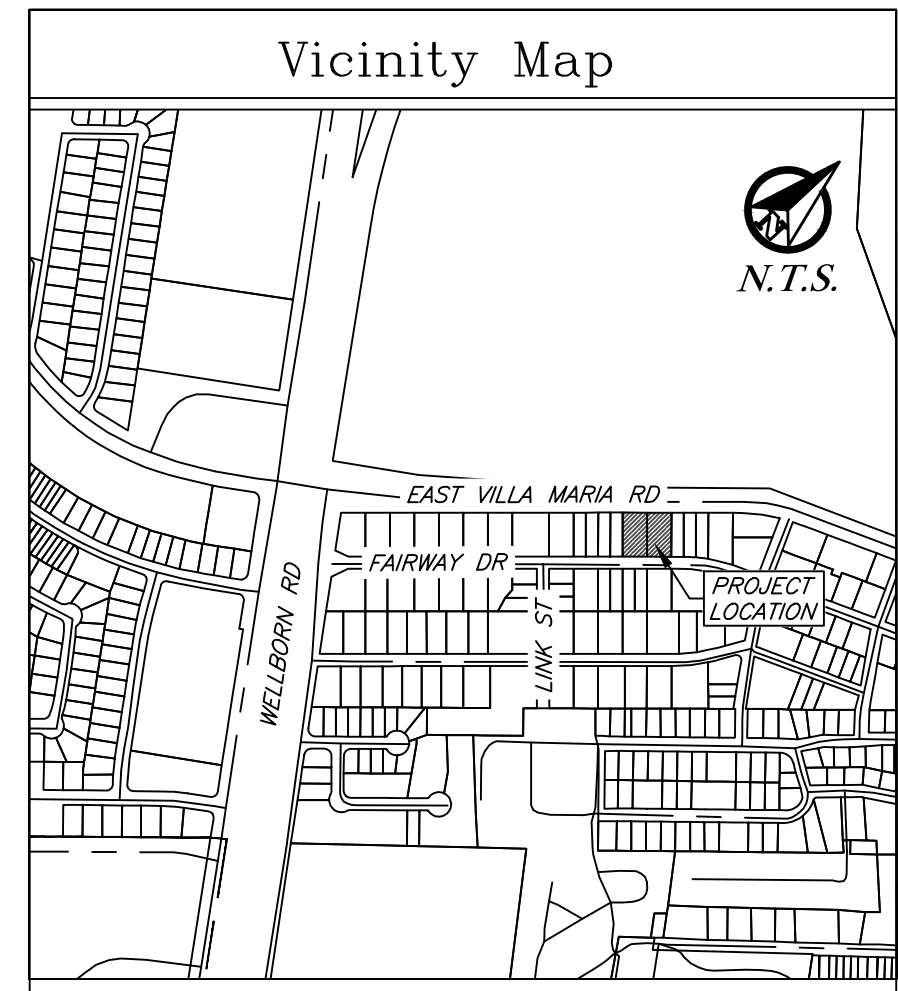 Vicinity Map
N
N.T.S.
EAST VILLA MARIA RD
FAIRWAY DR
PROJECT
LOCATION
LINK ST
WELLBORN RD